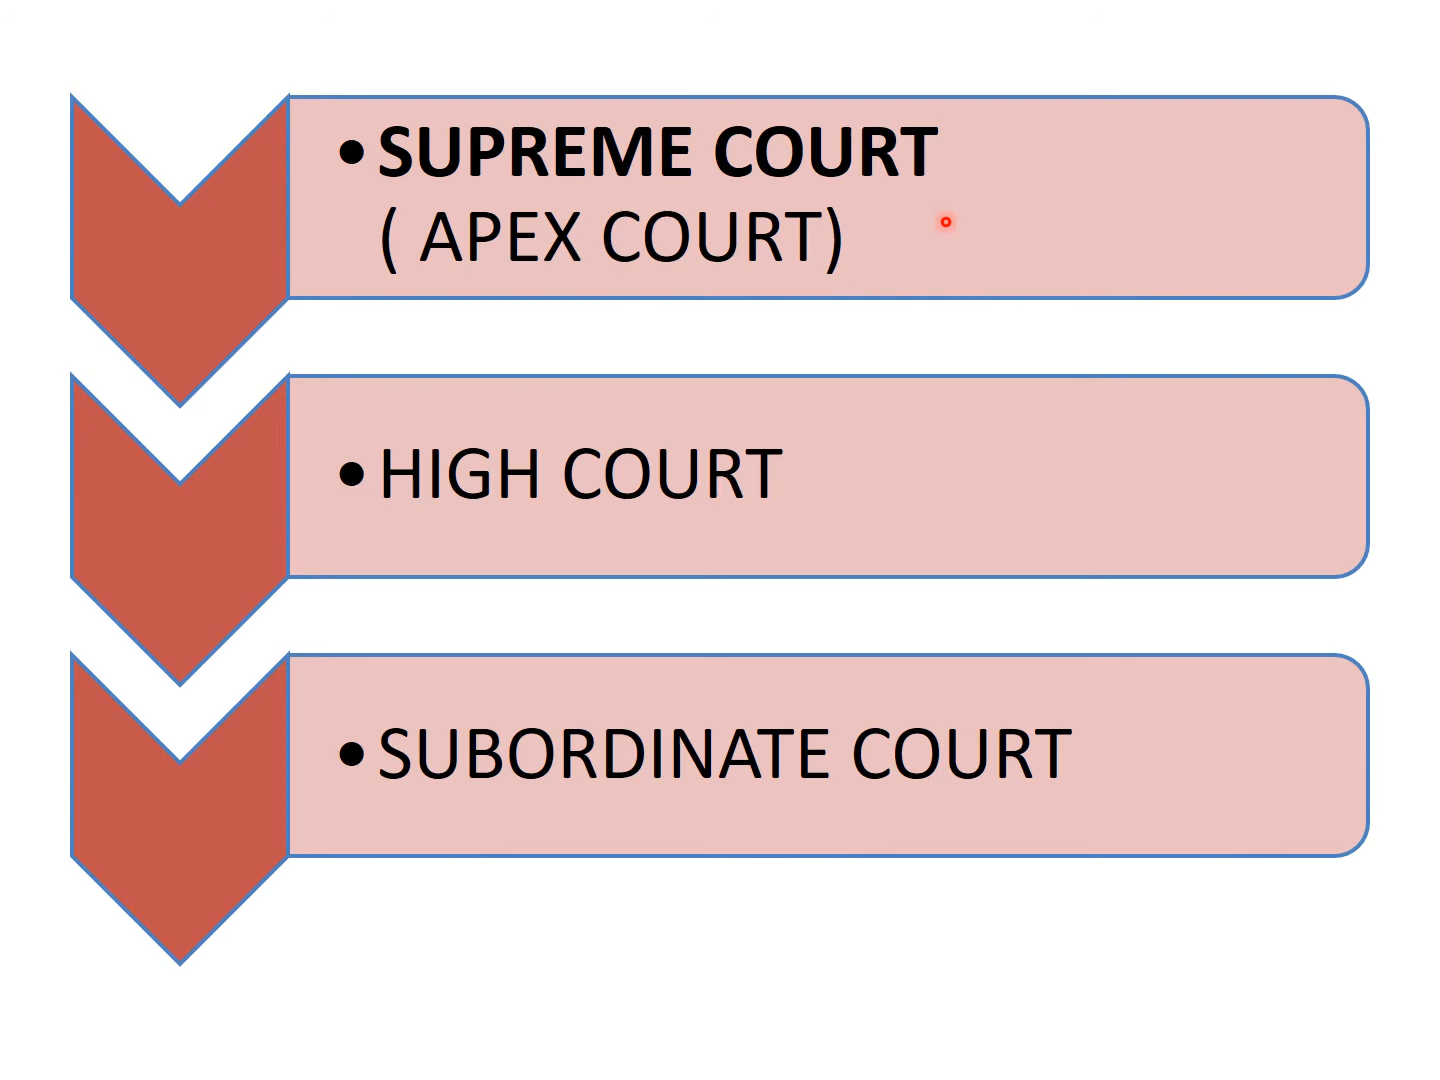 • SUPREME COURT
( APEX COURT)
• HIGH COURT
• SUBORDINATE COURT